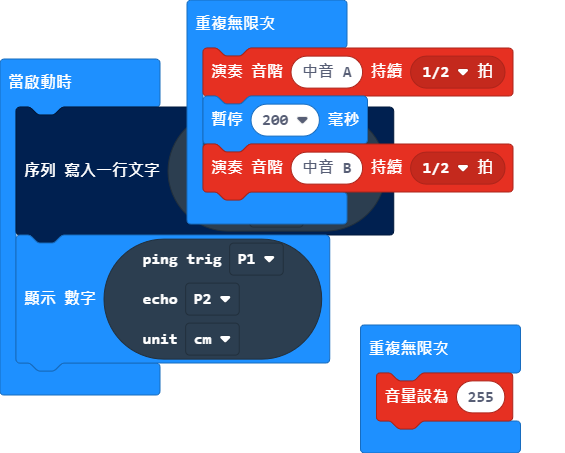 重複無限次
演奏 音階 中音 A 持續 1/2 拍
暫停 200 毫秒
演奏 音階 中音 B 持續 1/2 拍
當啟動時
序列 寫入一行文字
顯示 數字 ping trig P1
echo P2
unit cm
重複無限次
音量設為 255